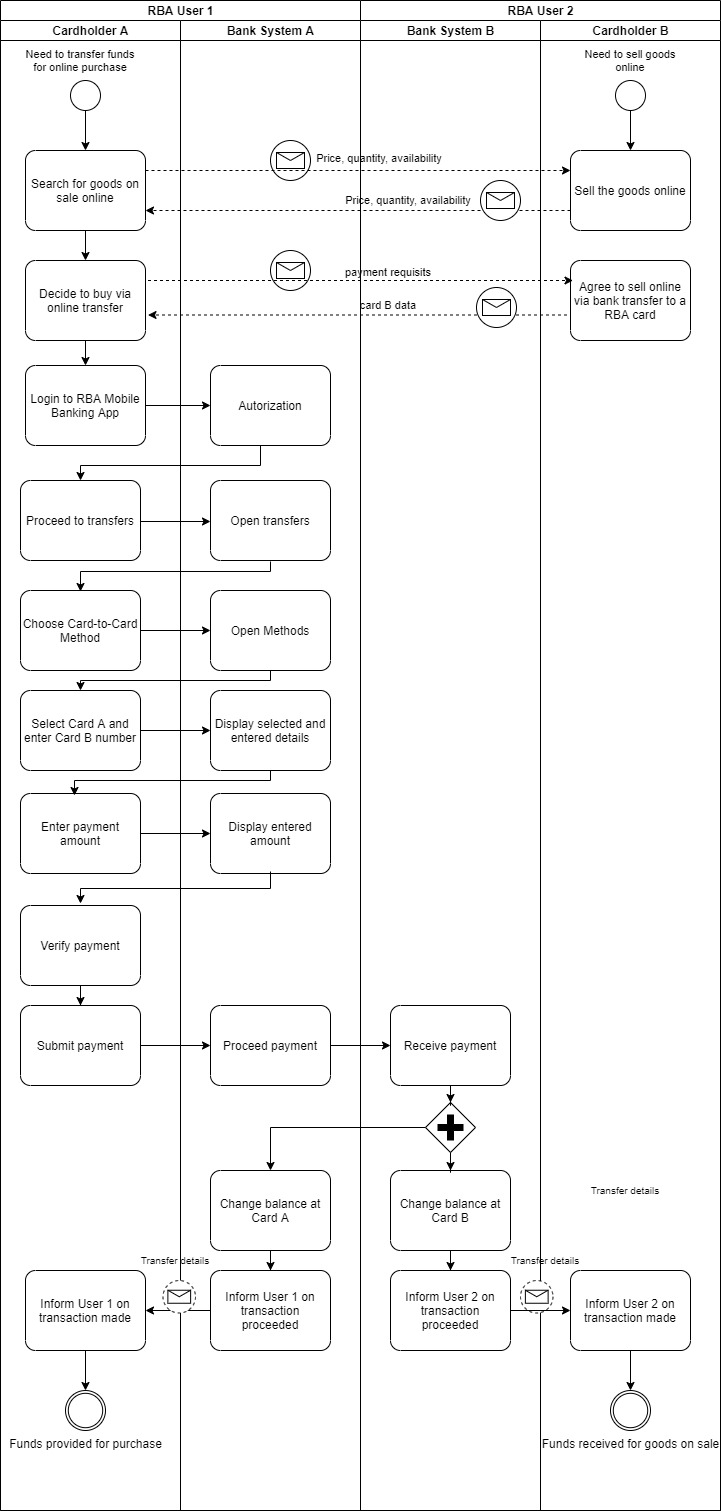 RBA User 1
RBA User 2
Cardholder A
Bank System A
Bank System B
Cardholder B
Need to transfer funds
for online purchase
Need to sell goods
online
Price, quantity, availability
Search for goods on
sale online
Sell the goods online
Price, quantity, availability
payment requisits
Decide to buy via
online transfer
Agree to sell online
via bank transfer to a
RBA card
card B data
Login to RBA Mobile
Banking App
Autorization
Proceed to transfers
Open transfers
Choose Card-to-Card
Method
Open Methods
Select Card A and
enter Card B number
Display selected and
entered details
Enter payment
amount
Display entered
amount
Verify payment
Submit payment
Proceed payment
Receive payment
Change balance at
Card A
Change balance at
Card B
Transfer details
Transfer details
Transfer details
Inform User 1 on
transaction made
Inform User 1 on
transaction
proceeded
Inform User 2 on
transaction
proceeded
Inform User 2 on
transaction made
Funds provided for purchase
Funds received for goods on sale